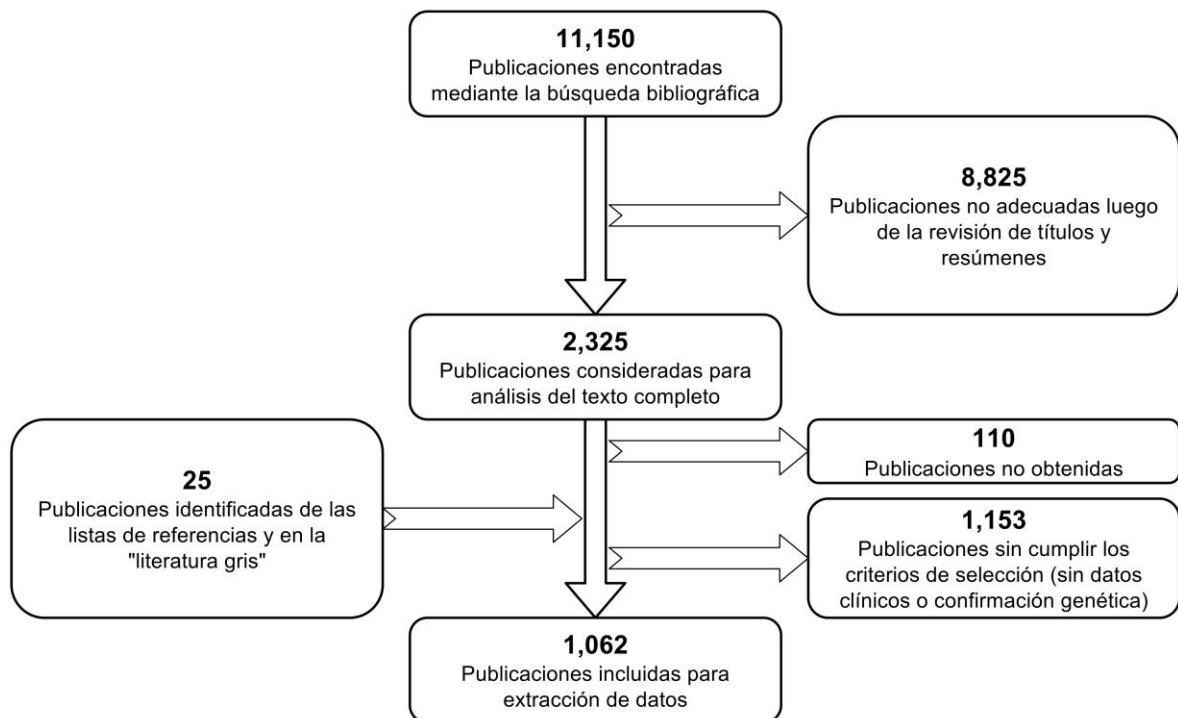 11,150
Publicaciones encontradas
mediante la búsqueda bibliográfica
8,825
Publicaciones no adecuadas luego
de la revisión de títulos y
resúmenes
2,325
Publicaciones consideradas para
análisis del texto completo
110
Publicaciones no obtenidas
25
Publicaciones identificadas de las
listas de referencias y en la
"literatura gris"
1,153
Publicaciones sin cumplir los
criterios de selección (sin datos
clínicos o confirmación genética)
1,062
Publicaciones incluidas para
extracción de datos